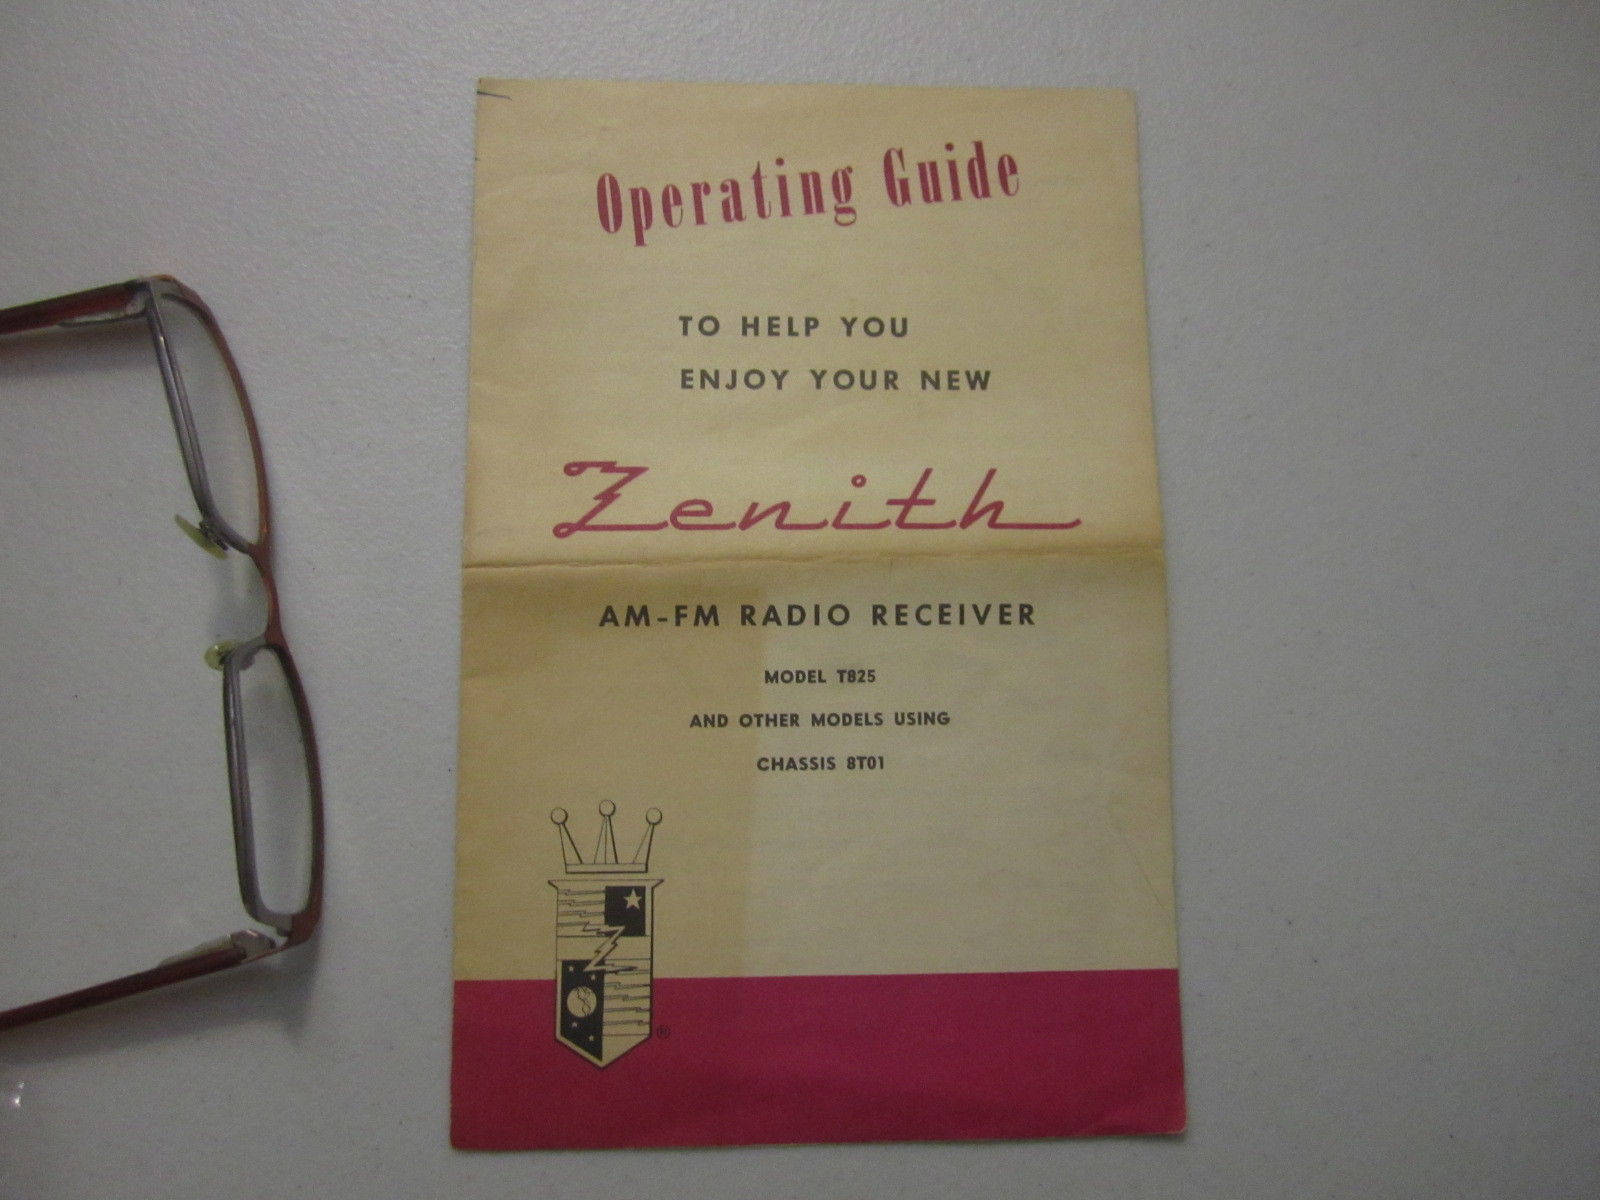 Operating Guide
TO HELP YOU
ENJOY YOUR NEW
Zenith
AM-FM RADIO RECEIVER
MODEL T825
AND OTHER MODELS USING
CHASSIS 8T01
®